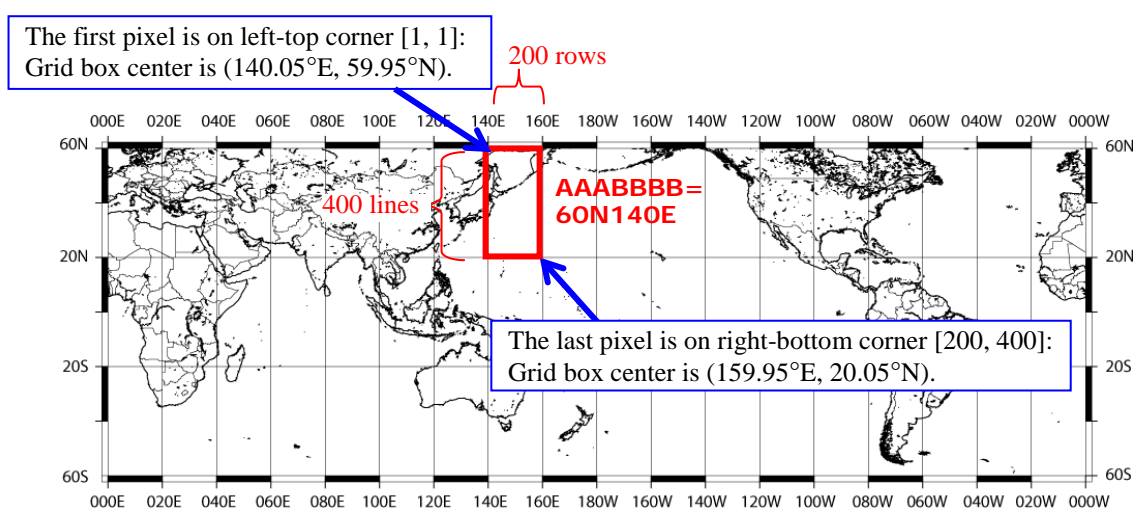 The first pixel is on left-top corner [1, 1]:
Grid box center is (140.05°E, 59.95°N).
200 rows
000E 020E 040E 060E 080E 100E 120E 140E 160E 180W 160W 140W 120W 100W 080W 060W 040W 020W 000W
60N 60N
400 lines
AAABBBB=
60N140E
20N 20N
The last pixel is on right-bottom corner [200, 400]:
Grid box center is (159.95°E, 20.05°N).
20S 20S
60S 60S
000E 020E 040E 060E 080E 100E 120E 140E 160E 180W 160W 140W 120W 100W 080W 060W 040W 020W 000W